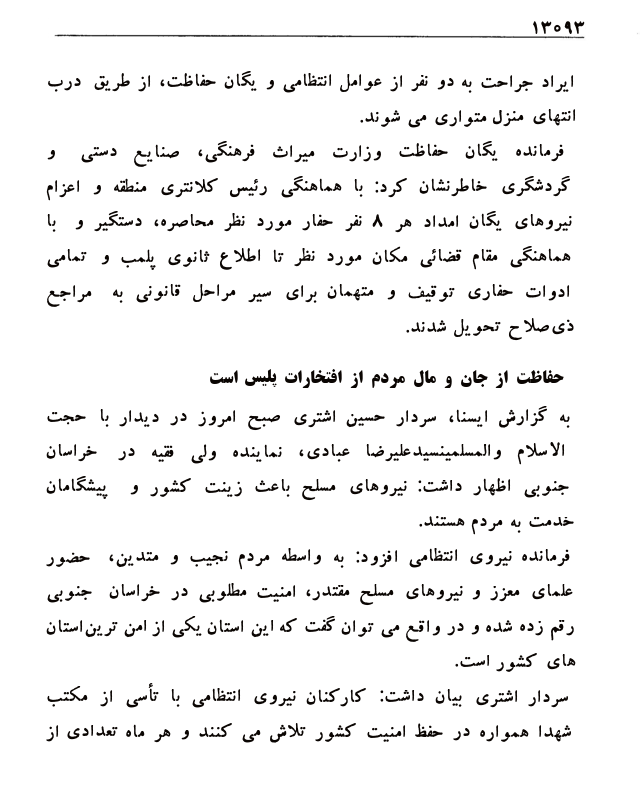 ۱۳۰۹۳
ایراد جراحت به دو نفر از عوامل انتظامی و یگان حفاظت، از طریق درب
انتهای منزل متواری می شوند.
فرمانده یگان حفاظت وزارت میراث فرهنگی، صنایع دستی و
گردشگری خاطرنشان کرد: با هماهنگی رئیس کلانتری منطقه و اعزام
نیروهای یگان امداد هر ۸ نفر حفار مورد نظر محاصره، دستگیر و با
هماهنگی مقام قضائی مکان مورد نظر تا اطلاع ثانوی پلمب و تمامی
ادوات حفاری توقیف و متهمان برای سیر مراحل قانونی به مراجع
ذی‌صلاح تحویل شدند.
حفاظت از جان و مال مردم از افتخارات پلیس است
به گزارش ایسنا، سردار حسین اشتری صبح امروز در دیدار با حجت
الاسلام والمسلمینسیدعلیرضا عبادی، نماینده ولی فقیه در خراسان
جنوبی اظهار داشت: نیروهای مسلح باعث زینت کشور و پیشگامان
خدمت به مردم هستند.
فرمانده نیروی انتظامی افزود: به واسطه مردم نجیب و متدین، حضور
علمای معزز و نیروهای مسلح مقتدر، امنیت مطلوبی در خراسان جنوبی
رقم زده شده و در واقع می توان گفت که این استان یکی از امن ترین‌استان
های کشور است.
سردار اشتری بیان داشت: کارکنان نیروی انتظامی با تأسی از مکتب
شهدا همواره در حفظ امنیت کشور تلاش می کنند و هر ماه تعدادی از